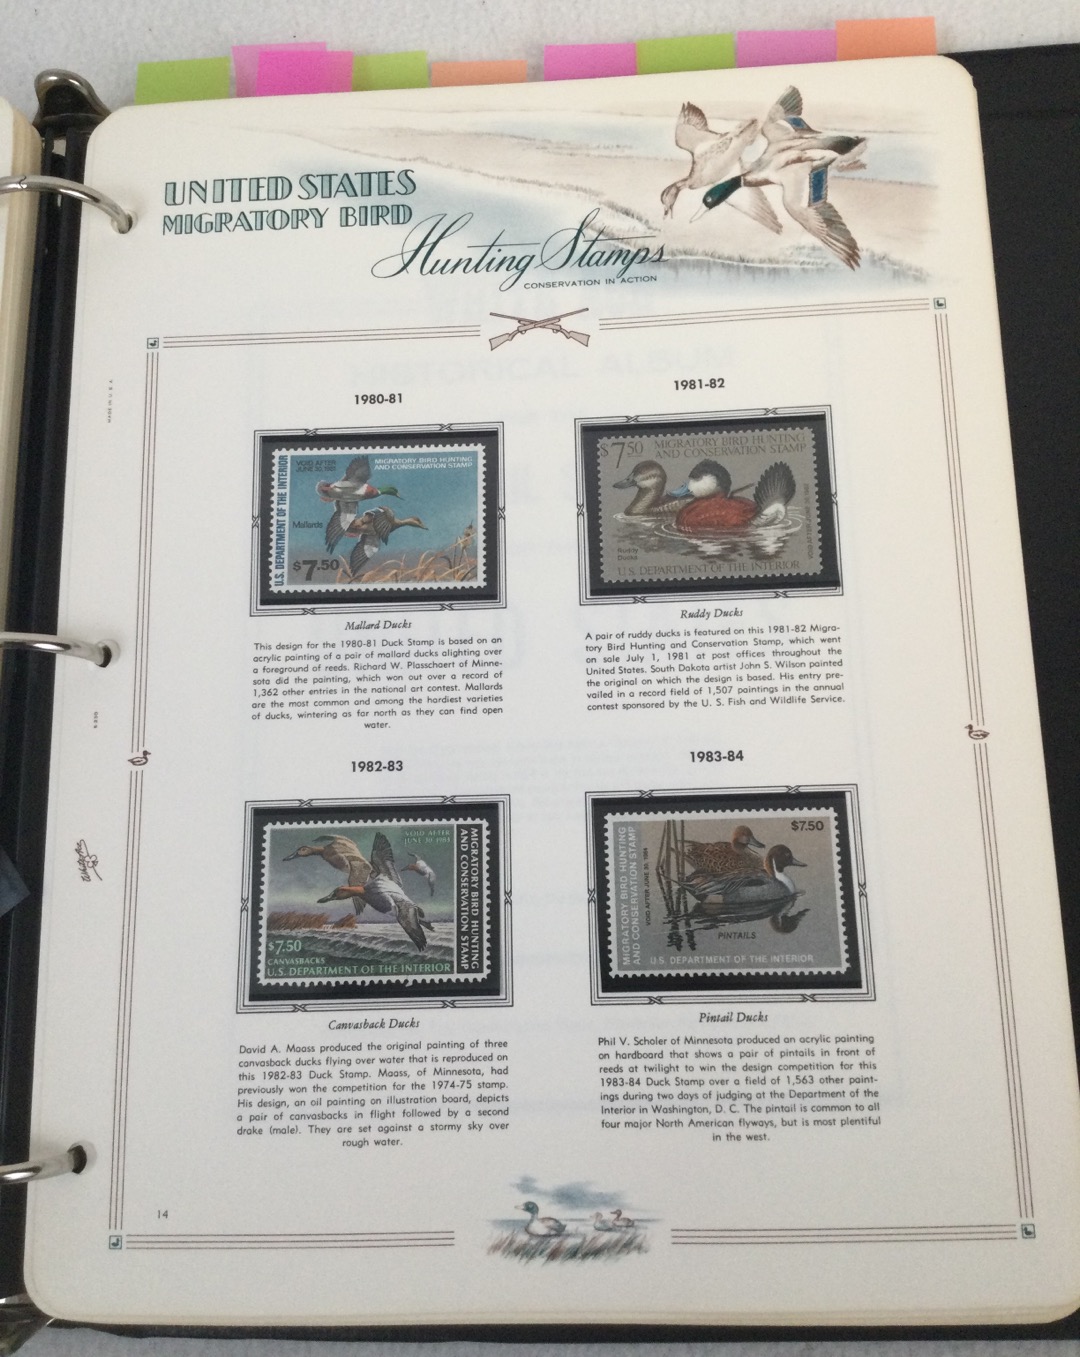 UNITED STATES
MIGRATORY BIRD
Hunting Stamps
CONSERVATION IN ACTION
MADE IN U.S.A.
1980-81
U.S. DEPARTMENT OF THE INTERIOR
VOID AFTER
JUNE 30, 1981
MIGRATORY BIRD HUNTING
AND CONSERVATION STAMP
Mallards
$7.50
Mallard Ducks
This design for the 1980-81 Duck Stamp is based on an
acrylic painting of a pair of mallard ducks alighting over
a foreground of reeds. Richard W. Plasschaert of Minne-
sota did the painting, which won out over a record of
1,362 other entries in the national art contest. Mallards
are the most common and among the hardiest varieties
of ducks, wintering as far north as they can find open
water.
1981-82
$7.50
MIGRATORY BIRD HUNTING
AND CONSERVATION STAMP
Ruddy
Ducks
U.S. DEPARTMENT OF THE INTERIOR
Ruddy Ducks
A pair of ruddy ducks is featured on this 1981-82 Migra-
tory Bird Hunting and Conservation Stamp, which went
on sale July 1, 1981 at post offices throughout the
United States. South Dakota artist John S. Wilson painted
the original on which the design is based. His entry pre-
vailed in a record field of 1,507 paintings in the annual
contest sponsored by the U. S. Fish and Wildlife Service.
1982-83
VOID AFTER
JUNE 30, 1983
MIGRATORY BIRD HUNTING
AND CONSERVATION STAMP
$7.50
CANVASBACKS
U.S. DEPARTMENT OF THE INTERIOR
Canvasback Ducks
David A. Maass produced the original painting of three
canvasback ducks flying over water that is reproduced on
this 1982-83 Duck Stamp. Maass, of Minnesota, had
previously won the competition for the 1974-75 stamp.
His design, an oil painting on illustration board, depicts
a pair of canvasbacks in flight followed by a second
drake (male). They are set against a stormy sky over
rough water.
1983-84
MIGRATORY BIRD HUNTING
AND CONSERVATION STAMP
VOID AFTER JUNE 30, 1984
$7.50
PINTAILS
U.S. DEPARTMENT OF THE INTERIOR
Pintail Ducks
Phil V. Scholer of Minnesota produced an acrylic painting
on hardboard that shows a pair of pintails in front of
reeds at twilight to win the design competition for this
1983-84 Duck Stamp over a field of 1,563 other paint-
ings during two days of judging at the Department of the
Interior in Washington, D. C. The pintail is common to all
four major North American flyways, but is most plentiful
in the west.
14